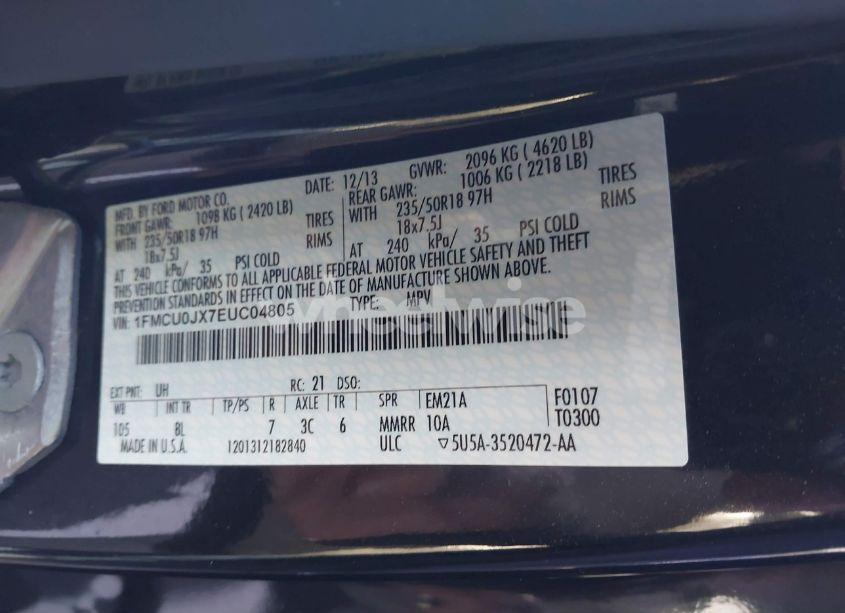 MFD. BY FORD MOTOR CO. DATE: 12/13 GVWR: 2096 KG ( 4620 LB)
FRONT GAWR: 1098 KG ( 2420 LB) REAR GAWR: 1006 KG ( 2218 LB)
WITH 235/50R18 97H TIRES WITH 235/50R18 97H TIRES
18x7.5J RIMS 18x7.5J RIMS
AT 240 kPa/ 35 PSI COLD AT 240 kPa/ 35 PSI COLD
THIS VEHICLE CONFORMS TO ALL APPLICABLE FEDERAL MOTOR VEHICLE SAFETY AND THEFT
PREVENTION STANDARDS IN EFFECT ON THE DATE OF MANUFACTURE SHOWN ABOVE.
VIN: 1FMCU0JX7EUC04805 TYPE: MPV
wheelwise
EXT PNT: UH RC: 21 DSO:
WB INT TR TP/PS R AXLE TR SPR EM21A F0107
105 8L 7 3C 6 MMRR 10A T0300
MADE IN U.S.A. 1201312182840 ULC ▽5U5A-3520472-AA